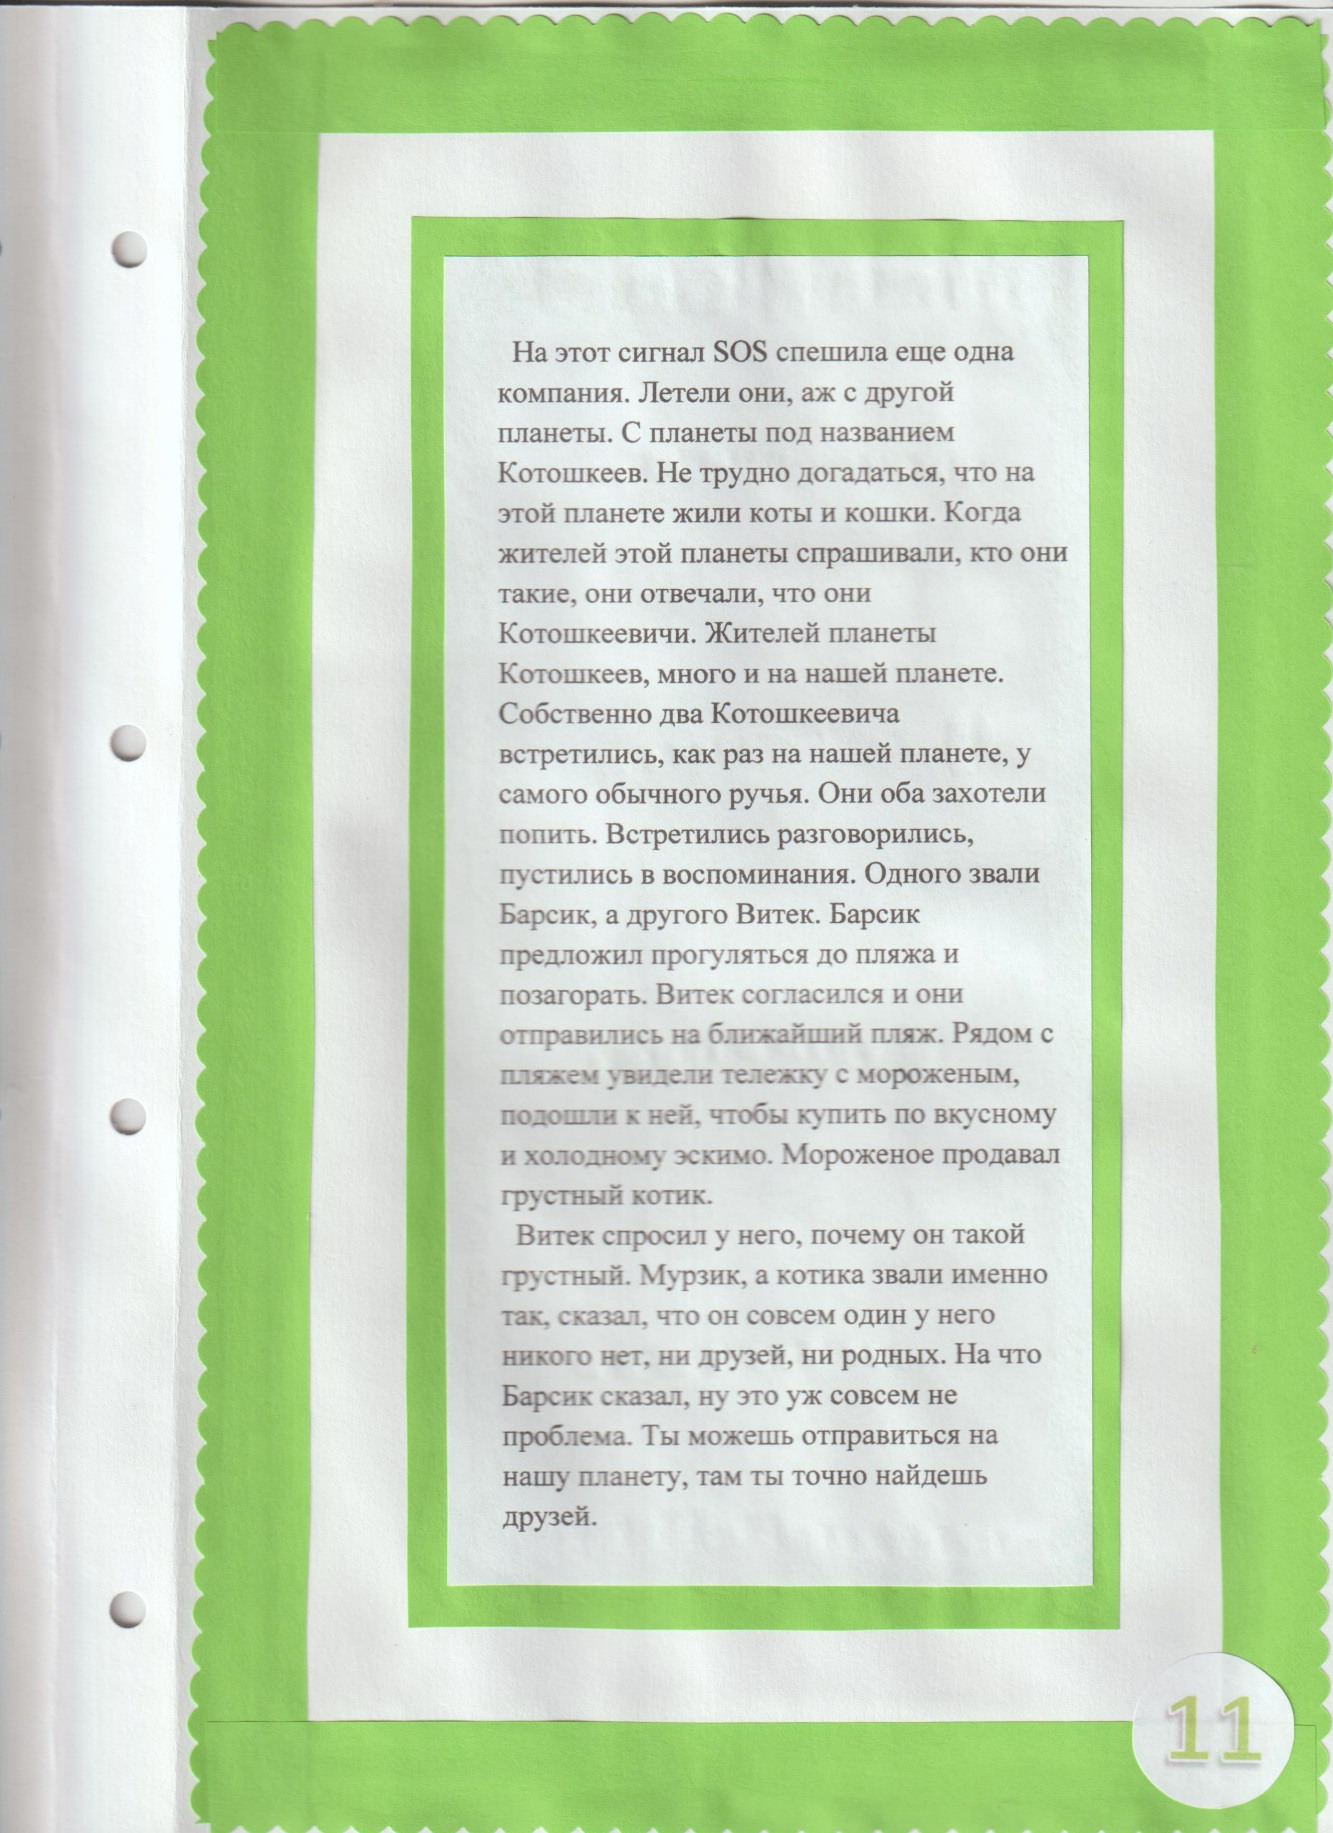 На этот сигнал SOS спешила еще одна
компания. Летели они, аж с другой
планеты. С планеты под названием
Котошкеев. Не трудно догадаться, что на
этой планете жили коты и кошки. Когда
жителей этой планеты спрашивали, кто они
такие, они отвечали, что они
Котошкеевичи. Жителей планеты
Котошкеев, много и на нашей планете.
Собственно два Котошкеевича
встретились, как раз на нашей планете, у
самого обычного ручья. Они оба захотели
попить. Встретились разговорились,
пустились в воспоминания. Одного звали
Барсик, а другого Витек. Барсик
предложил прогуляться до пляжа и
позагорать. Витек согласился и они
отправились на ближайший пляж. Рядом с
пляжем увидели тележку с мороженым,
подошли к ней, чтобы купить по вкусному
и холодному эскимо. Мороженое продавал
грустный котик.
Витек спросил у него, почему он такой
грустный. Мурзик, а котика звали именно
так, сказал, что он совсем один у него
никого нет, ни друзей, ни родных. На что
Барсик сказал, ну это уж совсем не
проблема. Ты можешь отправиться на
нашу планету, там ты точно найдешь
друзей.
11